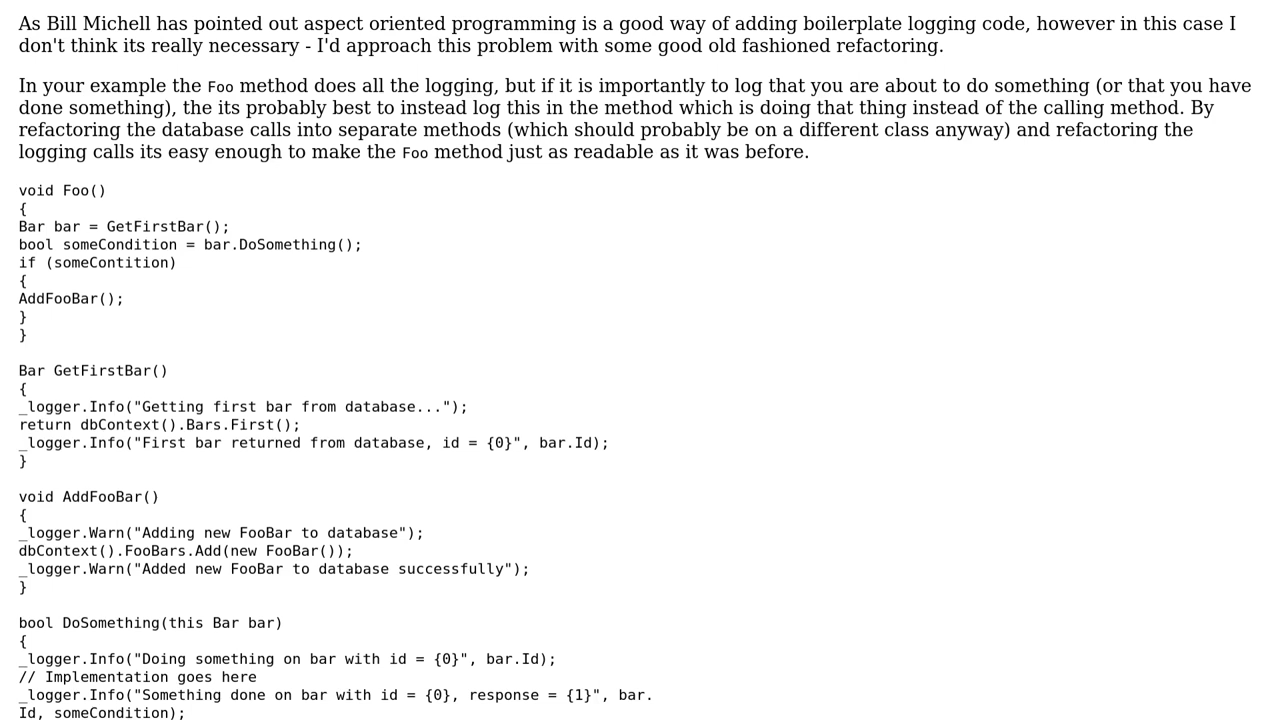 As Bill Michell has pointed out aspect oriented programming is a good way of adding boilerplate logging code, however in this case I
don't think its really necessary - I'd approach this problem with some good old fashioned refactoring.
In your example the Foo method does all the logging, but if it is importantly to log that you are about to do something (or that you have
done something), the its probably best to instead log this in the method which is doing that thing instead of the calling method. By
refactoring the database calls into separate methods (which should probably be on a different class anyway) and refactoring the
logging calls its easy enough to make the Foo method just as readable as it was before.
void Foo()
{
Bar bar = GetFirstBar();
bool someCondition = bar.DoSomething();
if (someContition)
{
AddFooBar();
}
}
Bar GetFirstBar()
{
_logger.Info("Getting first bar from database...");
return dbContext().Bars.First();
_logger.Info("First bar returned from database, id = {0}", bar.Id);
}
void AddFooBar()
{
_logger.Warn("Adding new FooBar to database");
dbContext().FooBars.Add(new FooBar());
_logger.Warn("Added new FooBar to database successfully");
}
bool DoSomething(this Bar bar)
{
_logger.Info("Doing something on bar with id = {0}", bar.Id);
// Implementation goes here
_logger.Info("Something done on bar with id = {0}, response = {1}", bar.
Id, someCondition);